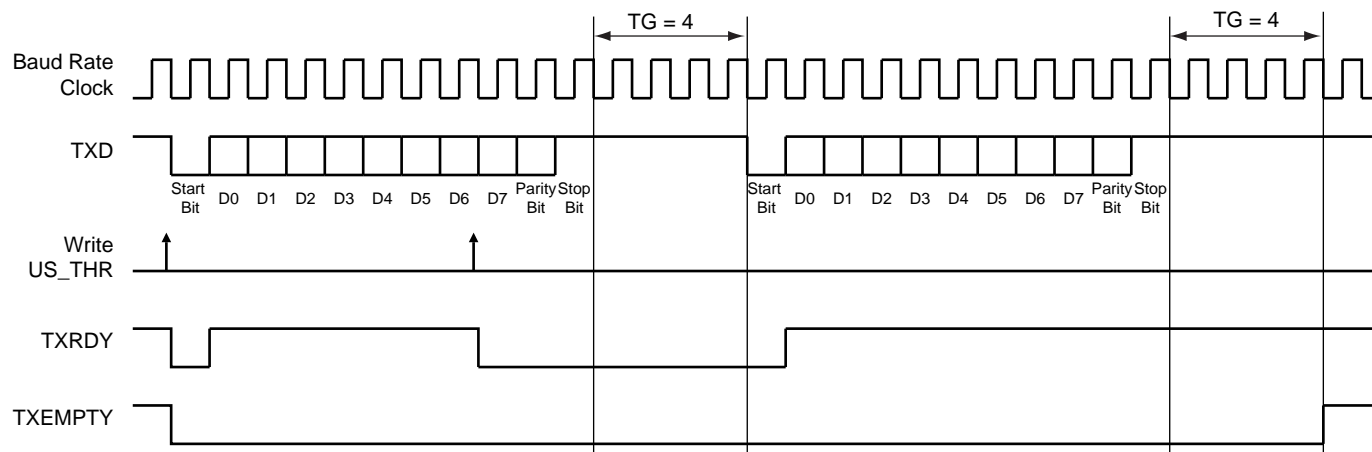 TG = 4
TG = 4
Baud Rate
Clock
TXD
Start
Bit
D0
D1
D2
D3
D4
D5
D6
D7
Parity
Bit
Stop
Bit
Start
Bit
D0
D1
D2
D3
D4
D5
D6
D7
Parity
Bit
Stop
Bit
Write
US_THR
TXRDY
TXEMPTY